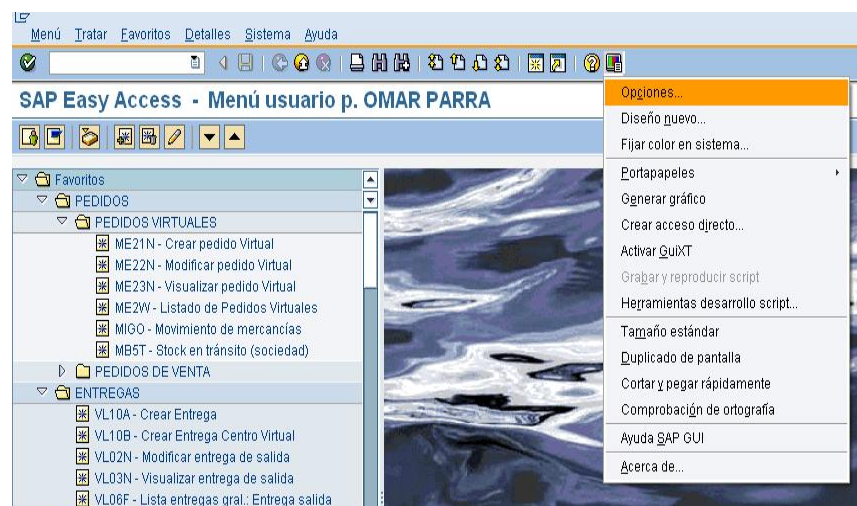 Menú Tratar Favoritos Detalles Sistema Ayuda
SAP Easy Access - Menú usuario p. OMAR PARRA
Favoritos
PEDIDOS
PEDIDOS VIRTUALES
ME21N - Crear pedido Virtual
ME22N - Modificar pedido Virtual
ME23N - Visualizar pedido Virtual
ME2W - Listado de Pedidos Virtuales
MIGO - Movimiento de mercancías
MB5T - Stock en tránsito (sociedad)
PEDIDOS DE VENTA
ENTREGAS
VL10A - Crear Entrega
VL10B - Crear Entrega Centro Virtual
VL02N - Modificar entrega de salida
VL03N - Visualizar entrega de salida
VL06F - Lista entregas gral.: Entrega salida
Opciones...
Diseño nuevo...
Fijar color en sistema...
Portapapeles
Generar gráfico
Crear acceso directo...
Activar GuiXT
Grabar y reproducir script
Herramientas desarrollo script...
Tamaño estándar
Duplicado de pantalla
Cortar y pegar rápidamente
Comprobación de ortografía
Ayuda SAP GUI
Acerca de...